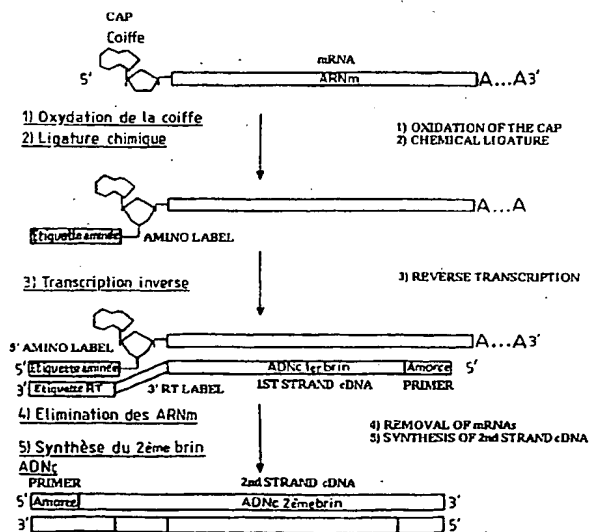 CAP
Coiffe
mRNA
5' ARNm A...A3'
1) Oxydation de la coiffe
2) Ligature chimique
1) OXIDATION OF THE CAP
2) CHEMICAL LIGATURE
A...A
Etiquette aminée AMINO LABEL
3) Transcription inverse
3) REVERSE TRANSCRIPTION
A...A3'
5' AMINO LABEL
5' Etiquette aminée ADNc 1er brin Amorce 5'
3' Etiquette RT 3' RT LABEL 1ST STRAND cDNA PRIMER
4) Elimination des ARNm
5) Synthèse du 2ème brin
ADNc
4) REMOVAL OF mRNAs
5) SYNTHESIS OF 2nd STRAND cDNA
PRIMER 2nd STRAND cDNA
5' Amorce ADNC 2èmebrin 3'
3' 5'